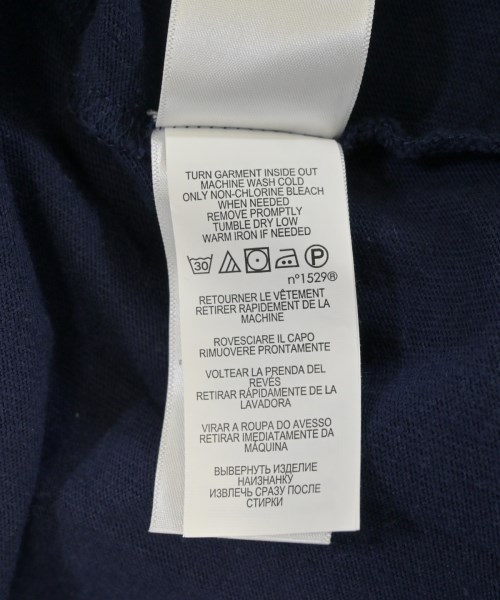 TURN GARMENT INSIDE OUT
MACHINE WASH COLD
ONLY NON-CHLORINE BLEACH
WHEN NEEDED
REMOVE PROMPTLY
TUMBLE DRY LOW
WARM IRON IF NEEDED
30 P
n°1529®
RETOURNER LE VÊTEMENT
RETIRER RAPIDEMENT DE LA
MACHINE
ROVESCIARE IL CAPO
RIMUOVERE PRONTAMENTE
VOLTEAR LA PRENDA DEL
REVÉS
RETIRAR RÁPIDAMENTE DE LA
LAVADORA
VIRAR A ROUPA DO AVESSO
RETIRAR IMEDIATAMENTE DA
MÁQUINA
ВЫВЕРНУТЬ ИЗДЕЛИЕ
НАИЗНАНКУ
ИЗВЛЕЧЬ СРАЗУ ПОСЛЕ
СТИРКИ